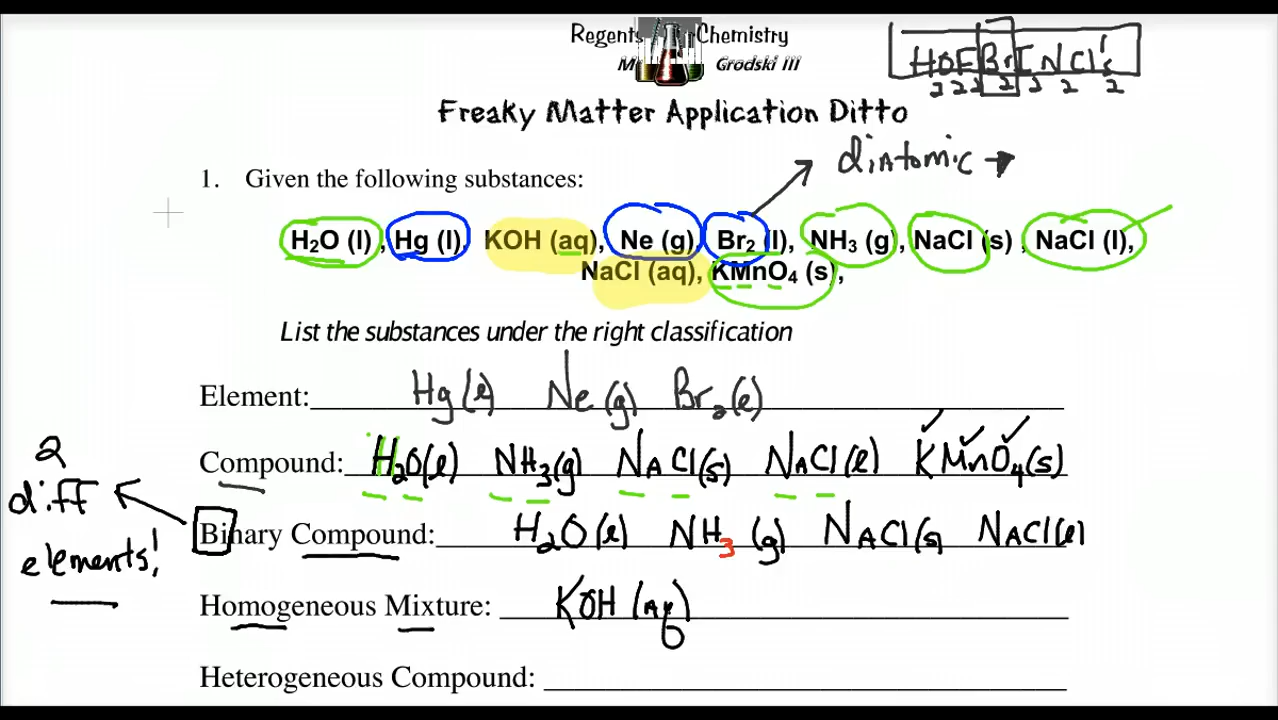 Regents Chemistry
HOFBrINCl's
M Grodski III
2 2 2 2 2 2 2
Freaky Matter Application Ditto
diatomic
1. Given the following substances:
H₂O (l), Hg (l), KOH (aq), Ne (g), Br₂ (l), NH₃ (g), NaCl (s), NaCl (l),
NaCl (aq), KMnO₄ (s),
List the substances under the right classification
Element: Hg (l) Ne (g) Br₂ (l)
2
Compound: H₂O (l) NH₃ (g) NaCl (s) NaCl (l) KMnO₄ (s)
diff
Binary Compound: H₂O (l) NH₃ (g) NaCl (s) NaCl (l)
elements!
Homogeneous Mixture: KOH (aq)
Heterogeneous Compound: